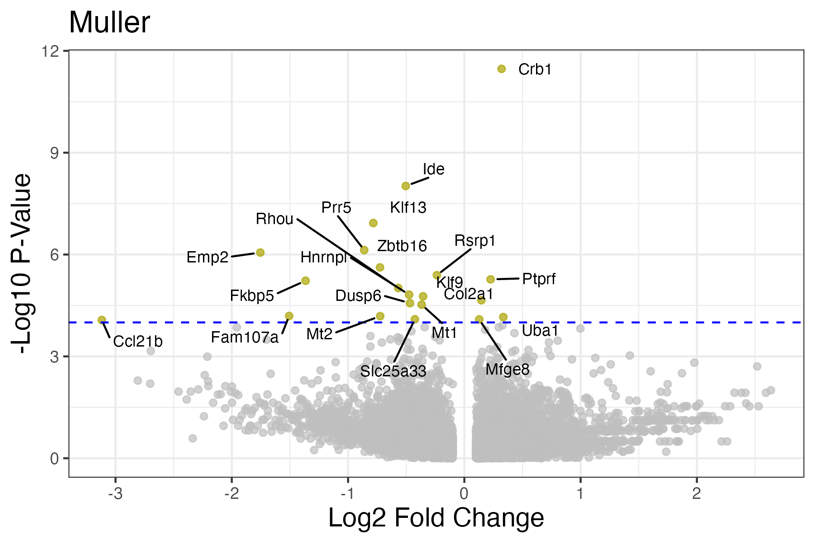 Muller
12
Crb1
9
Ide
Prr5
Klf13
Rhou
Rsrp1
Zbtb16
6
Emp2
Hnrnpl
Ptprf
Klf9
Fkbp5
Dusp6
Col2a1
Ccl21b
Fam107a
Mt2
Mt1
Uba1
3
Slc25a33
Mfge8
0
-3
-2
-1
0
1
2
Log2 Fold Change
-Log10 P-Value